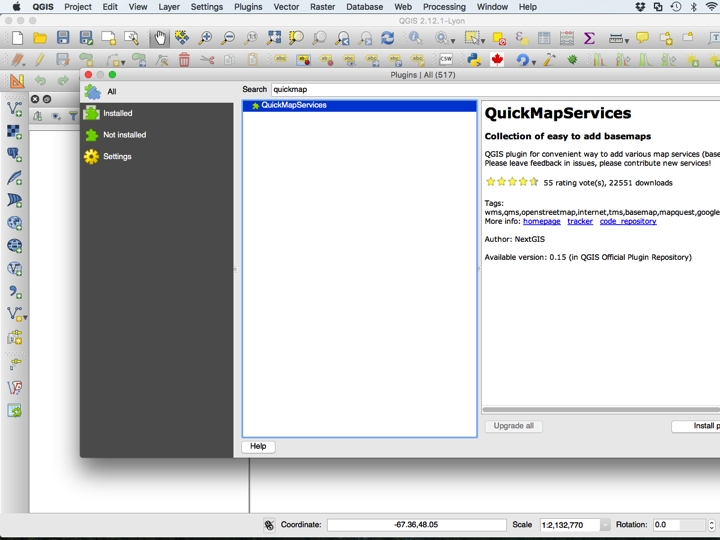 QGIS Project Edit View Layer Settings Plugins Vector Raster Database Web Processing Window Help
QGIS 2.12.1-Lyon
CSW
Plugins | All (517)
All
Installed
Not installed
Settings
Search quickmap
QuickMapServices
QuickMapServices
Collection of easy to add basemaps
QGIS plugin for convenient way to add various map services (base
Please leave feedback in issues, please contribute new services!
55 rating vote(s), 22551 downloads
Tags:
wms,qms,openstreetmap,internet,tms,basemap,mapquest,google
More info: homepage tracker code_repository
Author: NextGIS
Available version: 0.15 (in QGIS Official Plugin Repository)
Upgrade all
Install p
Help
Coordinate: -67.36,48.05 Scale 1:2,132,770 Rotation: 0.0